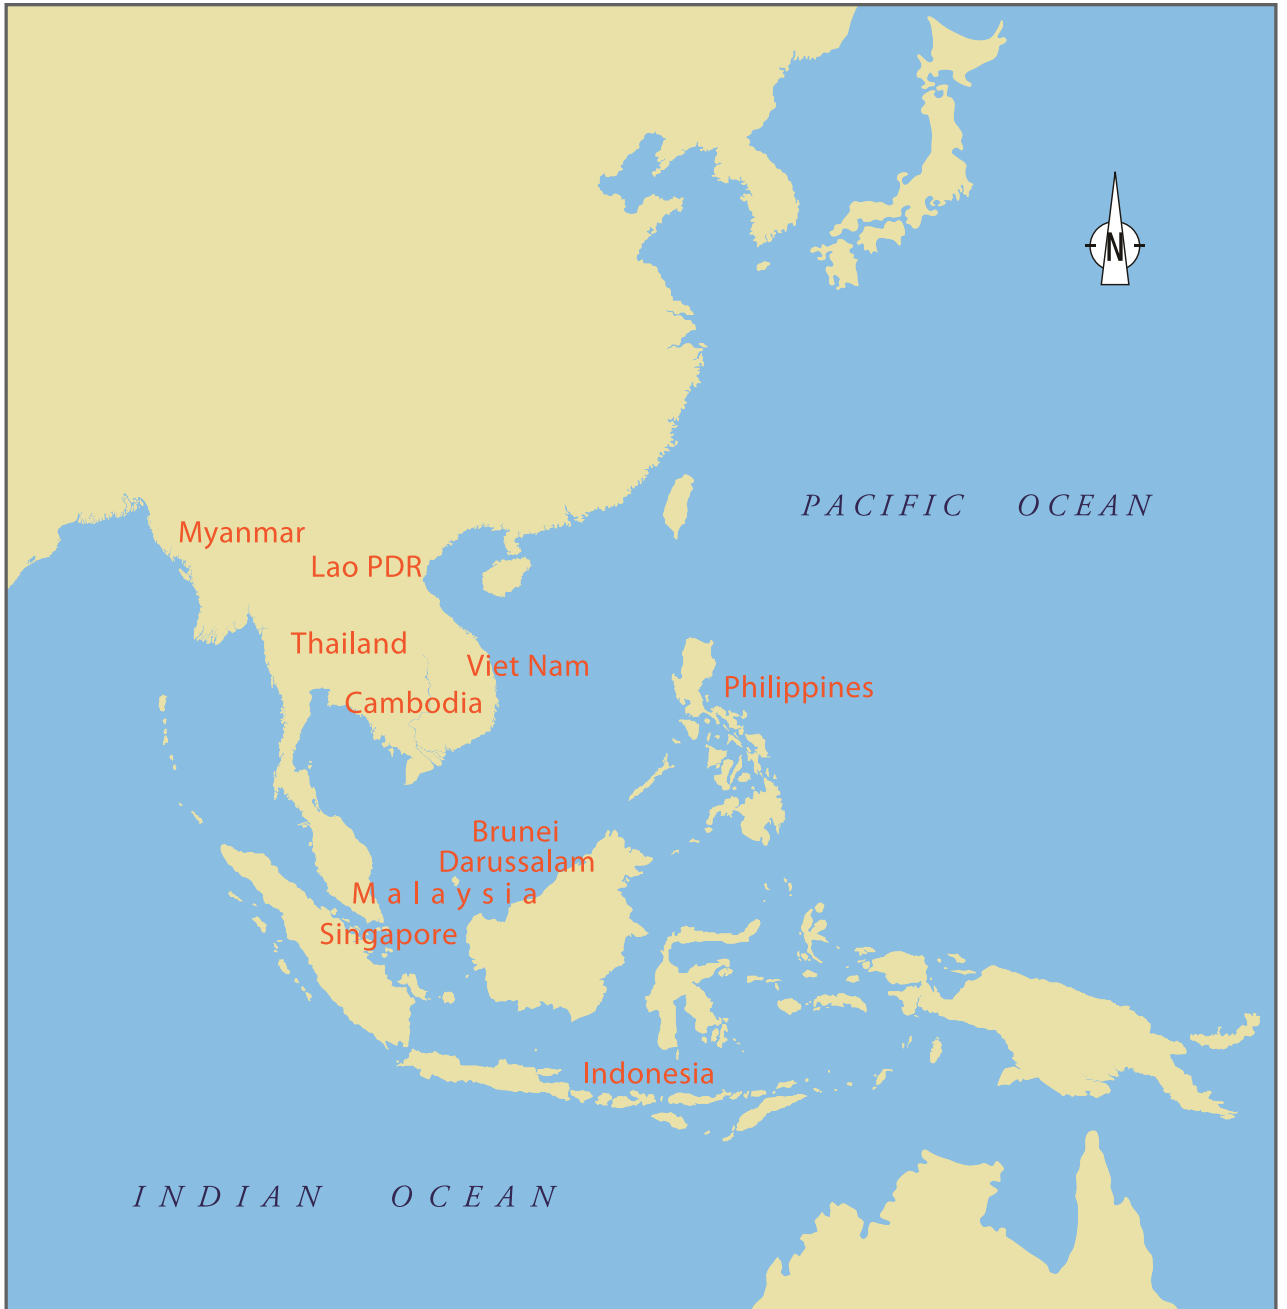 N
PACIFIC OCEAN
Myanmar
Lao PDR
Thailand
Viet Nam
Philippines
Cambodia
Brunei
Darussalam
Malaysia
Singapore
Indonesia
INDIAN OCEAN